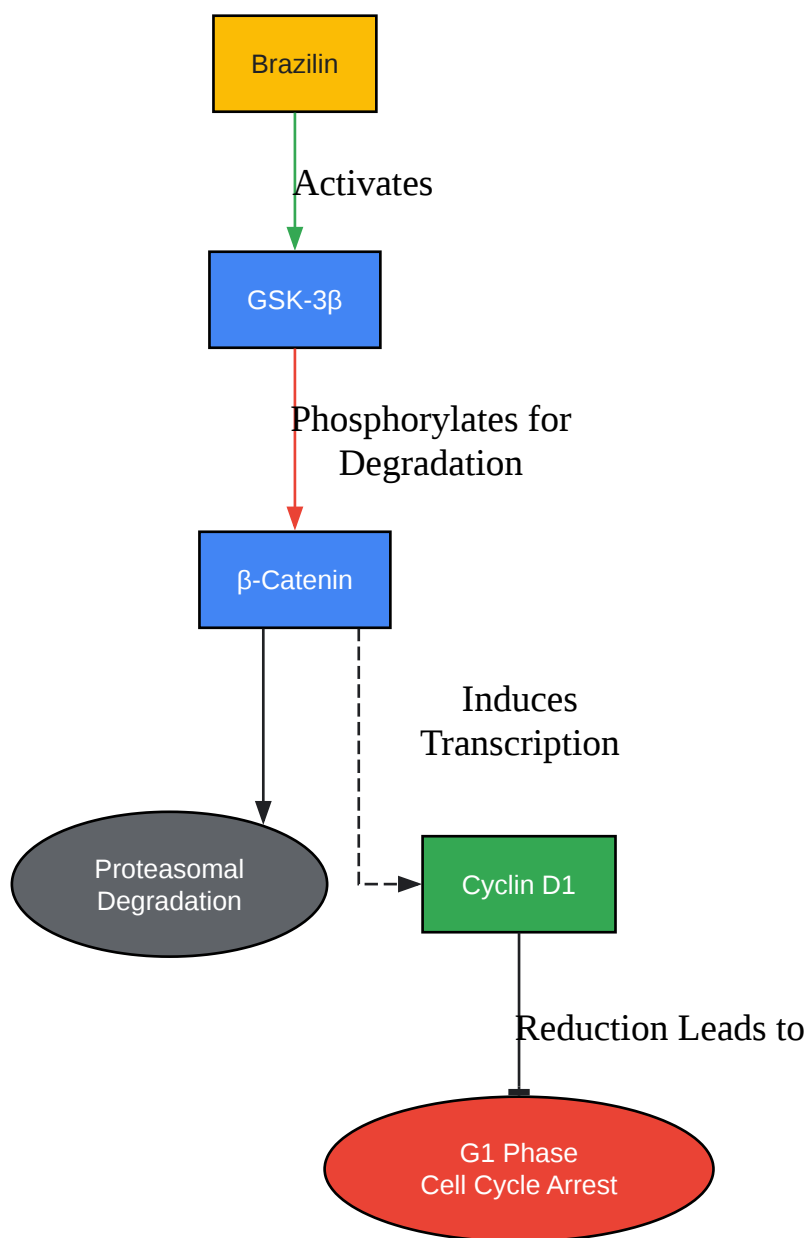 Brazilin
Activates
GSK-3β
Phosphorylates for
Degradation
β-Catenin
Induces
Transcription
Proteasomal
Degradation
Cyclin D1
Reduction Leads to
G1 Phase
Cell Cycle Arrest